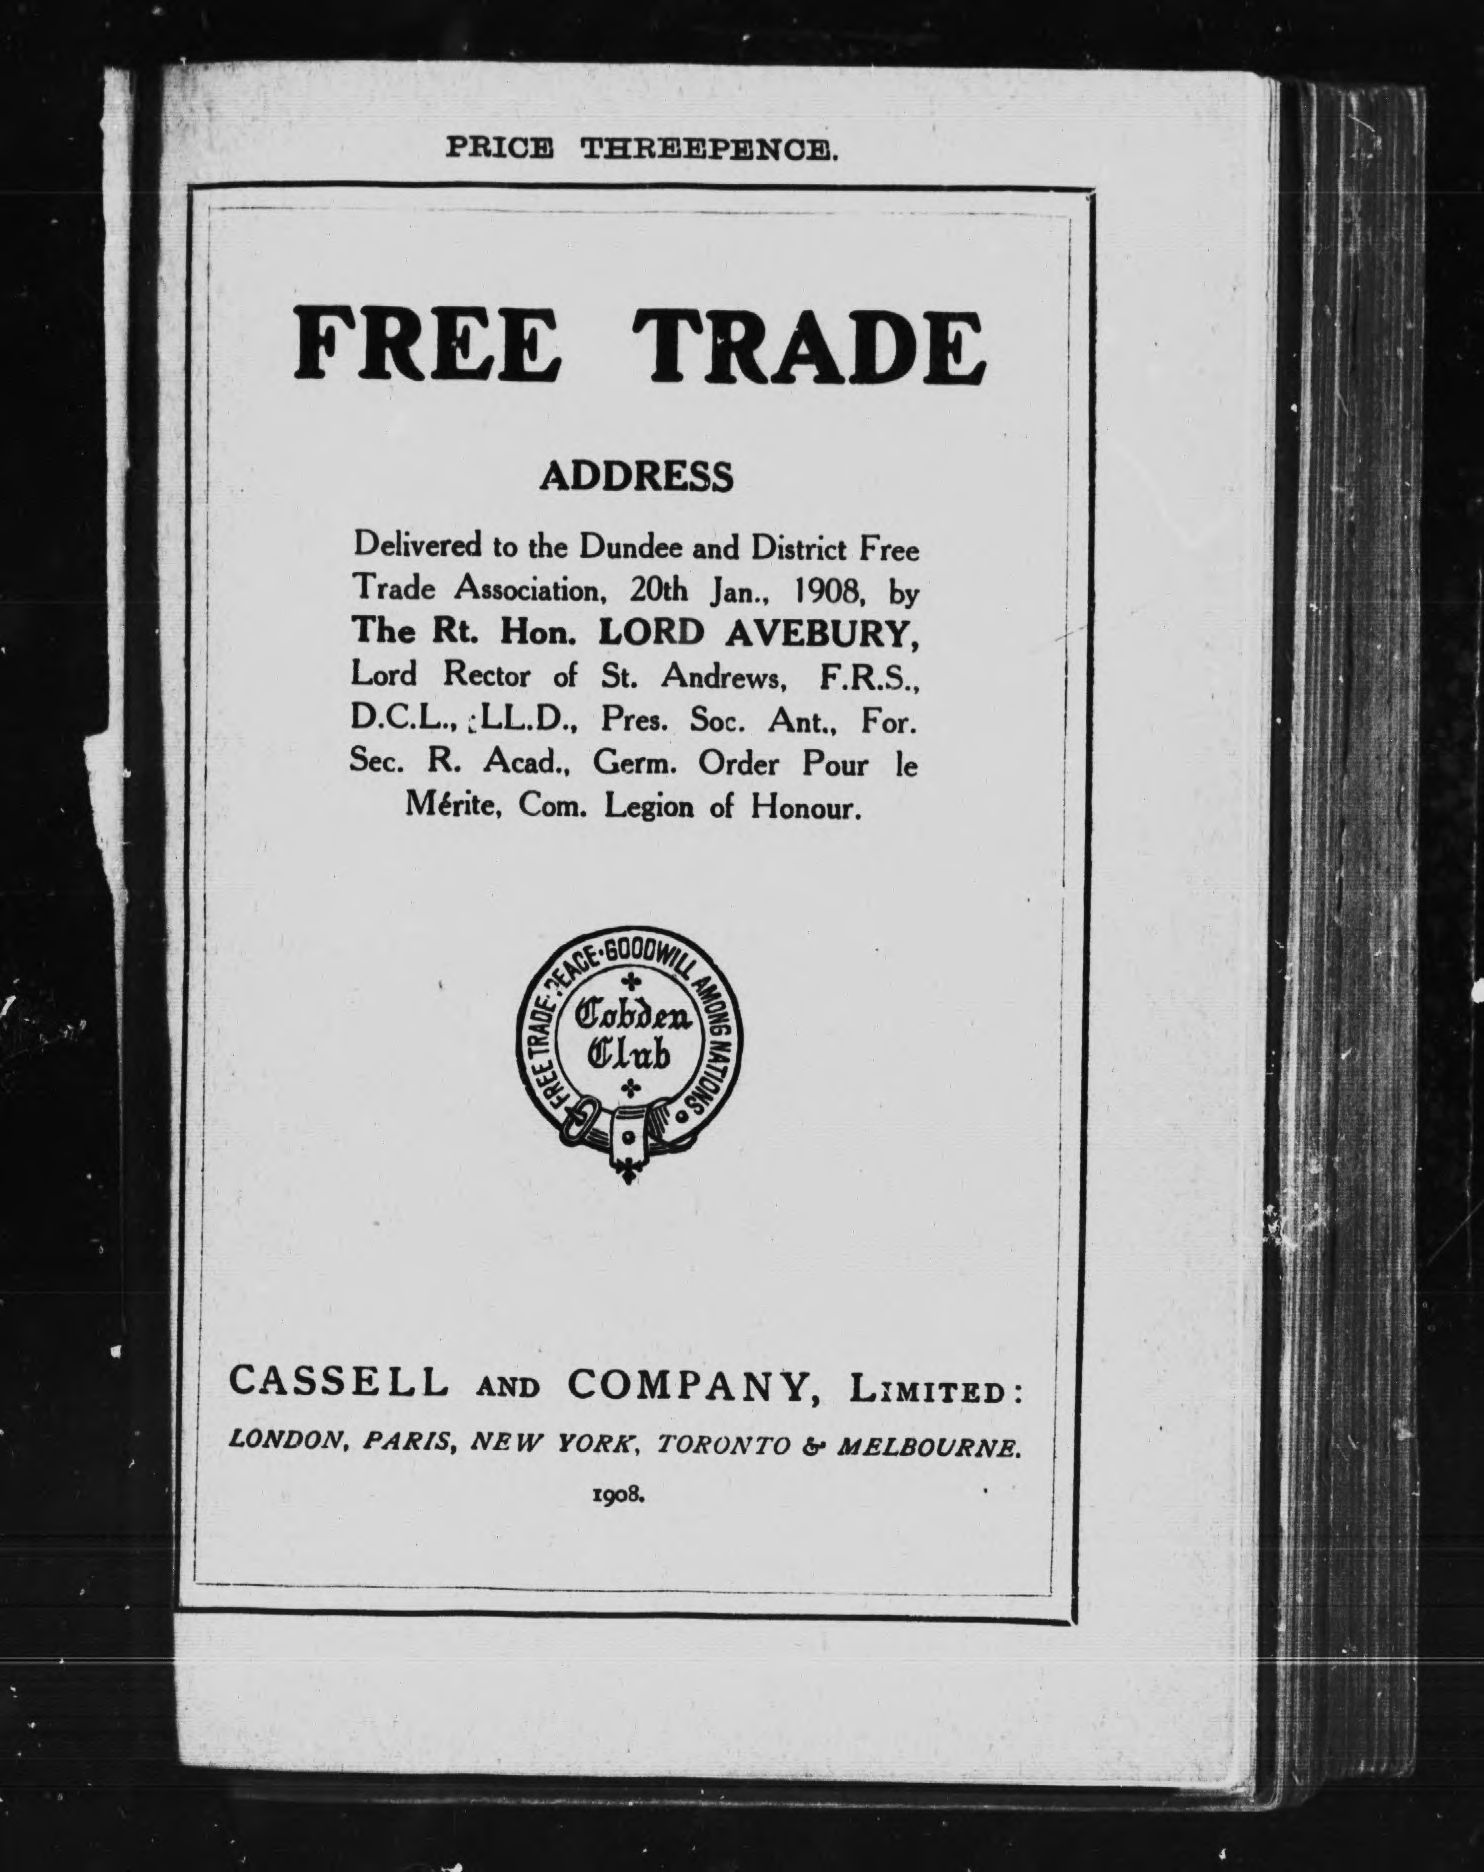 PRICE THREEPENCE.
FREE TRADE
ADDRESS
Delivered to the Dundee and District Free
Trade Association, 20th Jan., 1908, by
The Rt. Hon. LORD AVEBURY,
Lord Rector of St. Andrews, F.R.S.,
D.C.L., LL.D., Pres. Soc. Ant., For.
Sec. R. Acad., Germ. Order Pour le
Mérite, Com. Legion of Honour.
FREE TRADE·PEACE·GOODWILL AMONG NATIONS
Cobden
Club
CASSELL AND COMPANY, LIMITED:
LONDON, PARIS, NEW YORK, TORONTO & MELBOURNE.
1908.